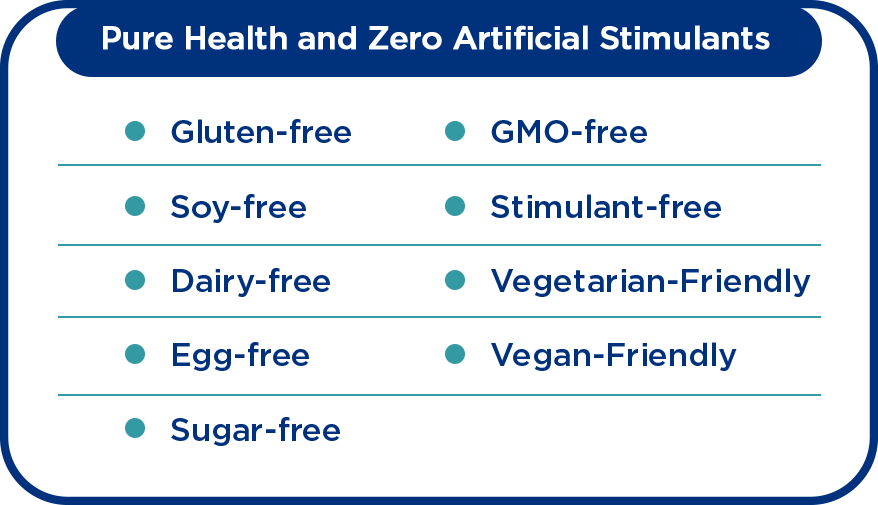 Pure Health and Zero Artificial Stimulants
Gluten-free
GMO-free
Soy-free
Stimulant-free
Dairy-free
Vegetarian-Friendly
Egg-free
Vegan-Friendly
Sugar-free